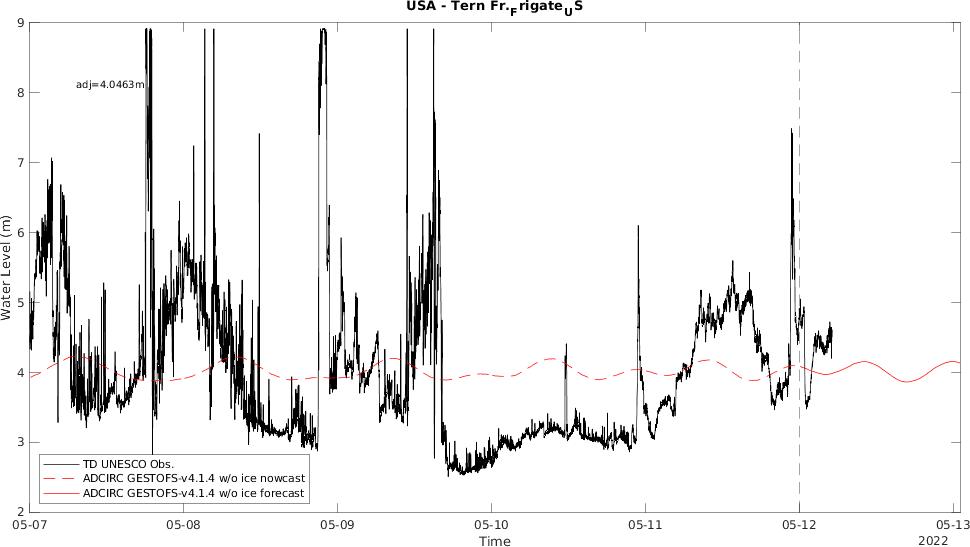 USA - Tern Fr.FrigateUS
9
8
7
6
5
4
3
2
Water Level (m)
adj=4.0463m
TD UNESCO Obs.
ADCIRC GESTOFS-v4.1.4 w/o ice nowcast
ADCIRC GESTOFS-v4.1.4 w/o ice forecast
05-07 05-08 05-09 05-10 05-11 05-12 05-13
Time
2022